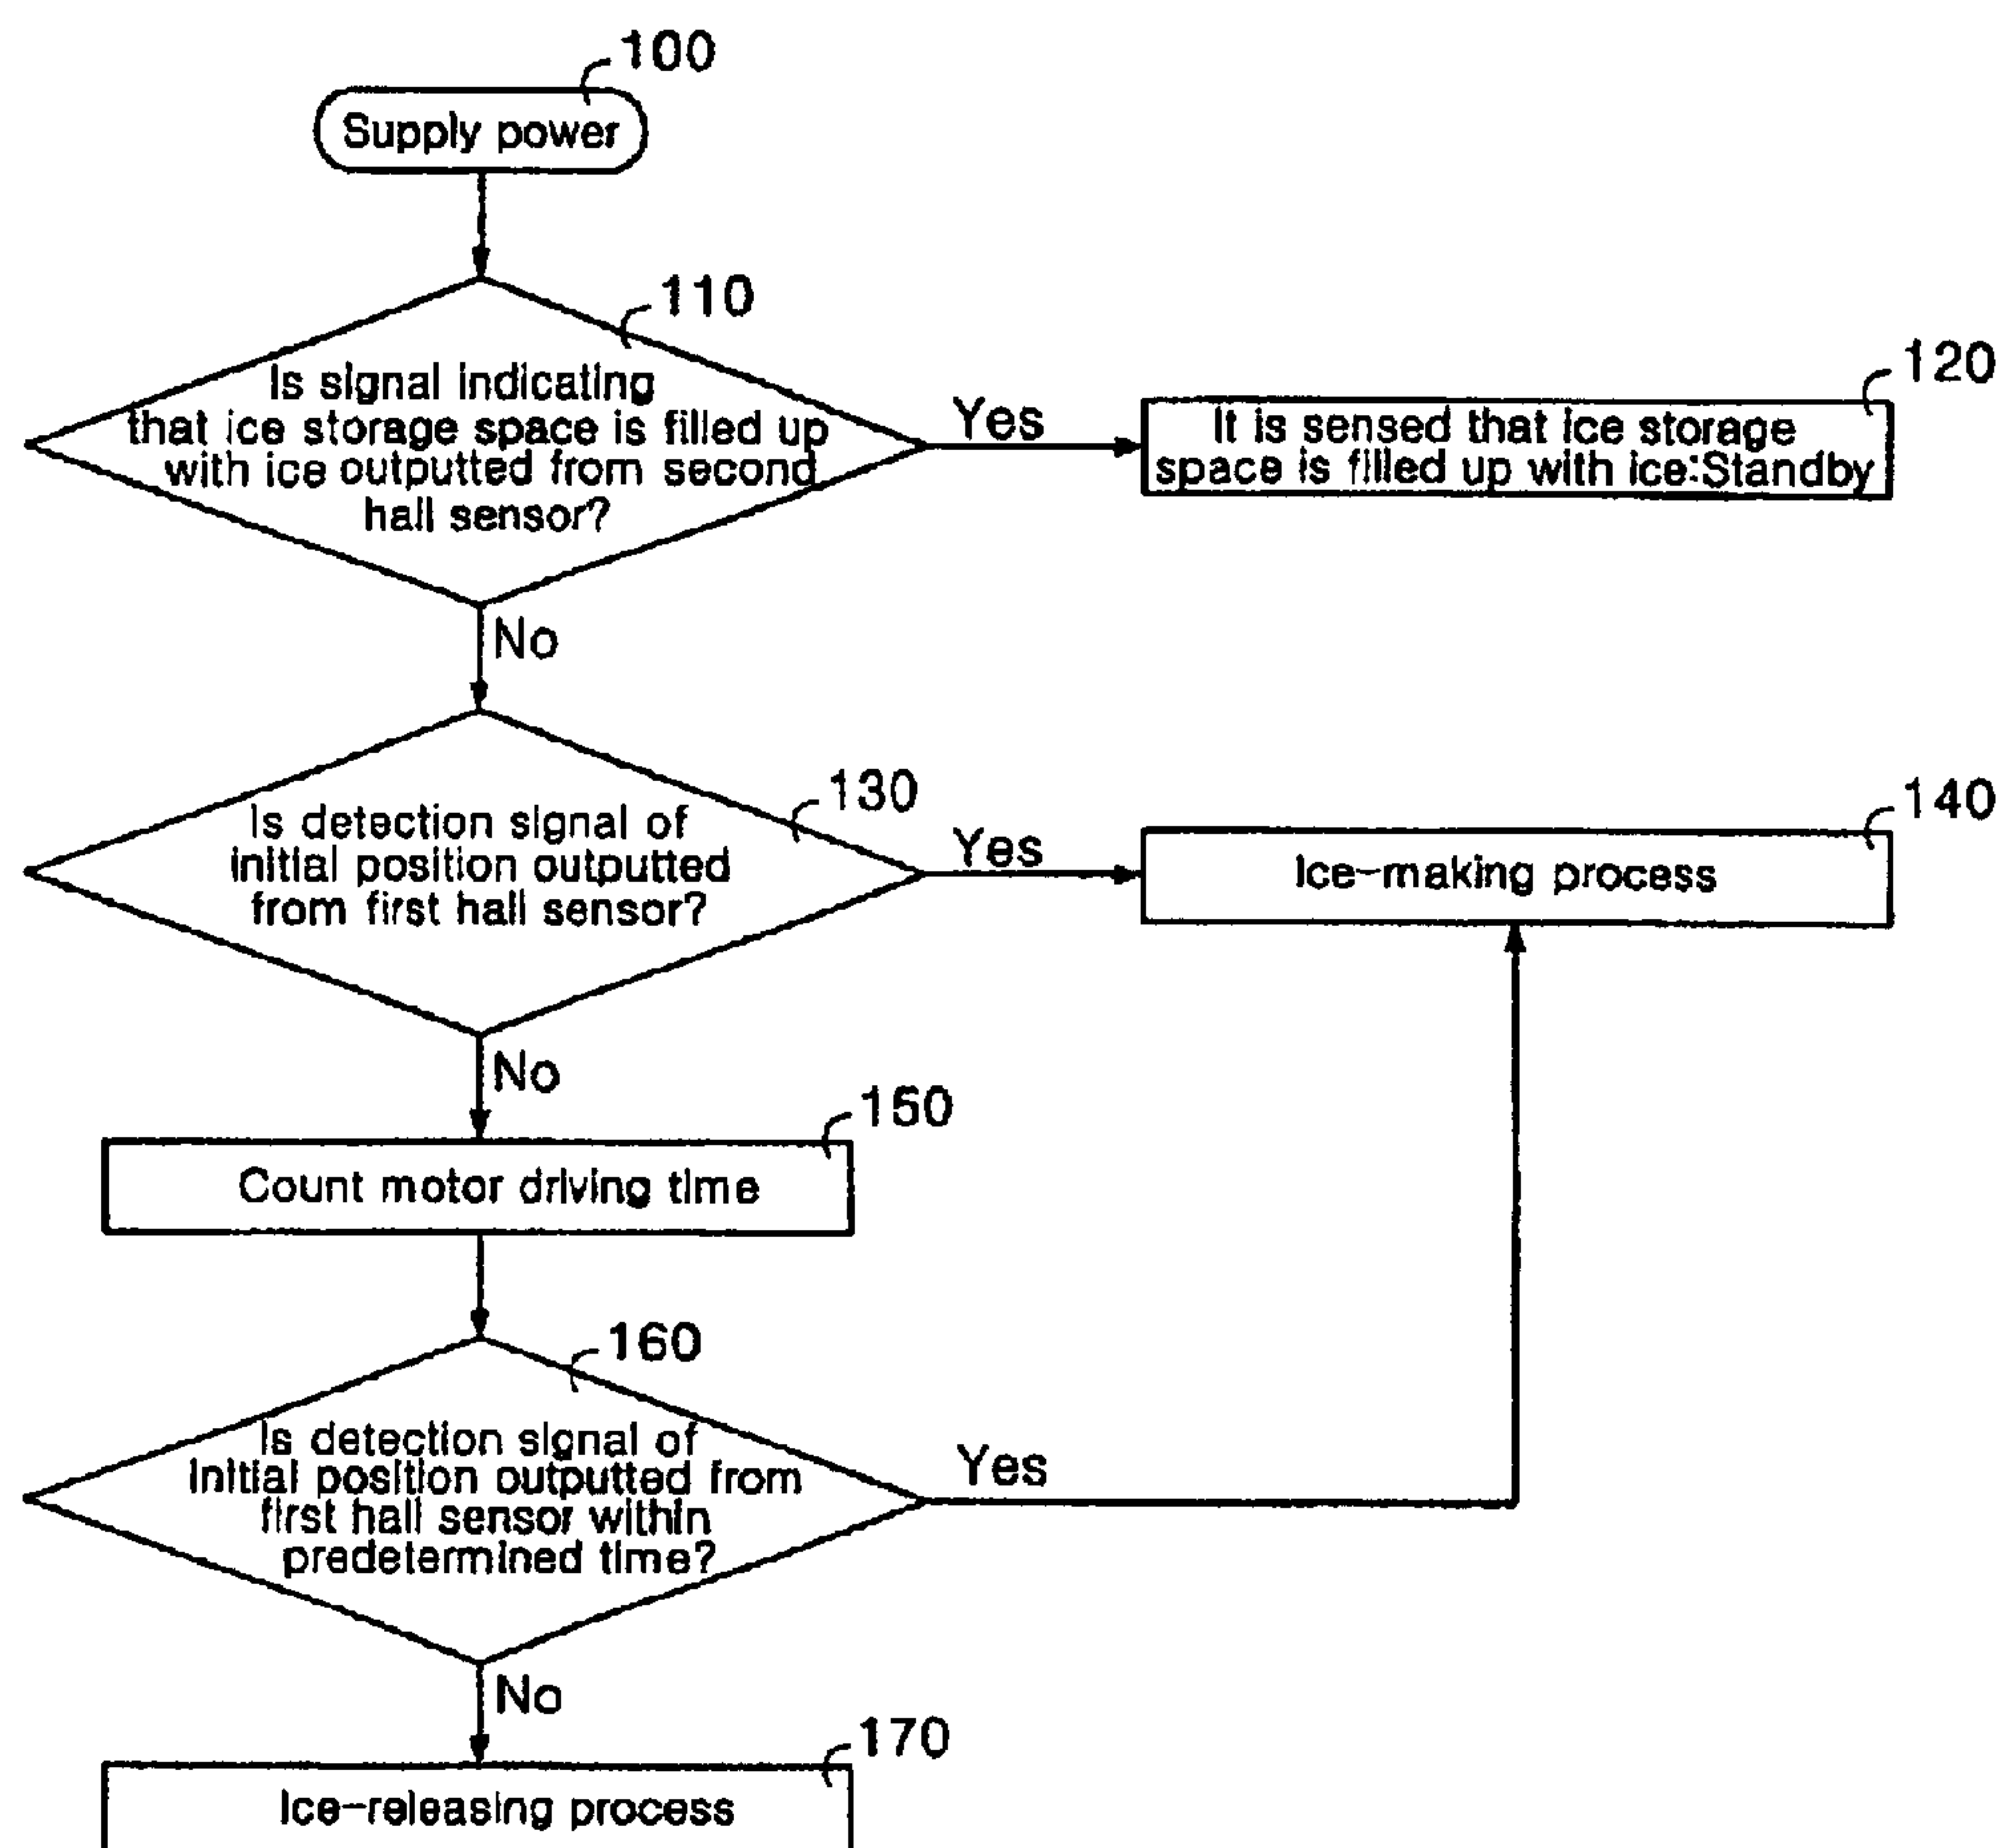 100
Supply power
110
Is signal indicating
that ice storage space is filled up
with ice outputted from second
hall sensor?
Yes
120
It is sensed that ice storage
space is filled up with ice:Standby
No
130
Is detection signal of
initial position outputted
from first hall sensor?
Yes
140
Ice-making process
No
150
Count motor driving time
160
Is detection signal of
initial position outputted from
first hall sensor within
predetermined time?
Yes
No
170
Ice-releasing process